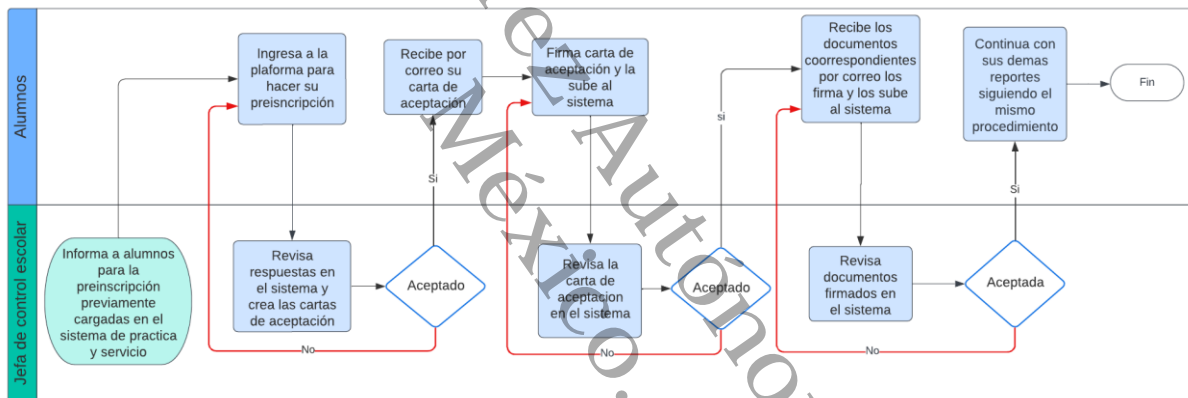 Alumnos
Ingresa a la
plaforma para
hacer su
preisncripción
Recibe por
correo su
carta de
aceptación
Firma carta de
aceptación y la
sube al
sistema
Recibe los
documentos
coorrespondientes
por correo los
firma y los sube
al sistema
Continua con
sus demas
reportes
siguiendo el
mismo
procedimiento
Fin
Si
si
Si
Jefa de control escolar
Informa a alumnos
para la
preinscripción
previamente
cargadas en el
sistema de practica
y servicio
Revisa
respuestas en
el sistema y
crea las cartas
de aceptación
Aceptado
Revisa la
carta de
aceptacion
en el sistema
Aceptado
Revisa
documentos
firmados en
el sistema
Aceptada
No
No
No
México.